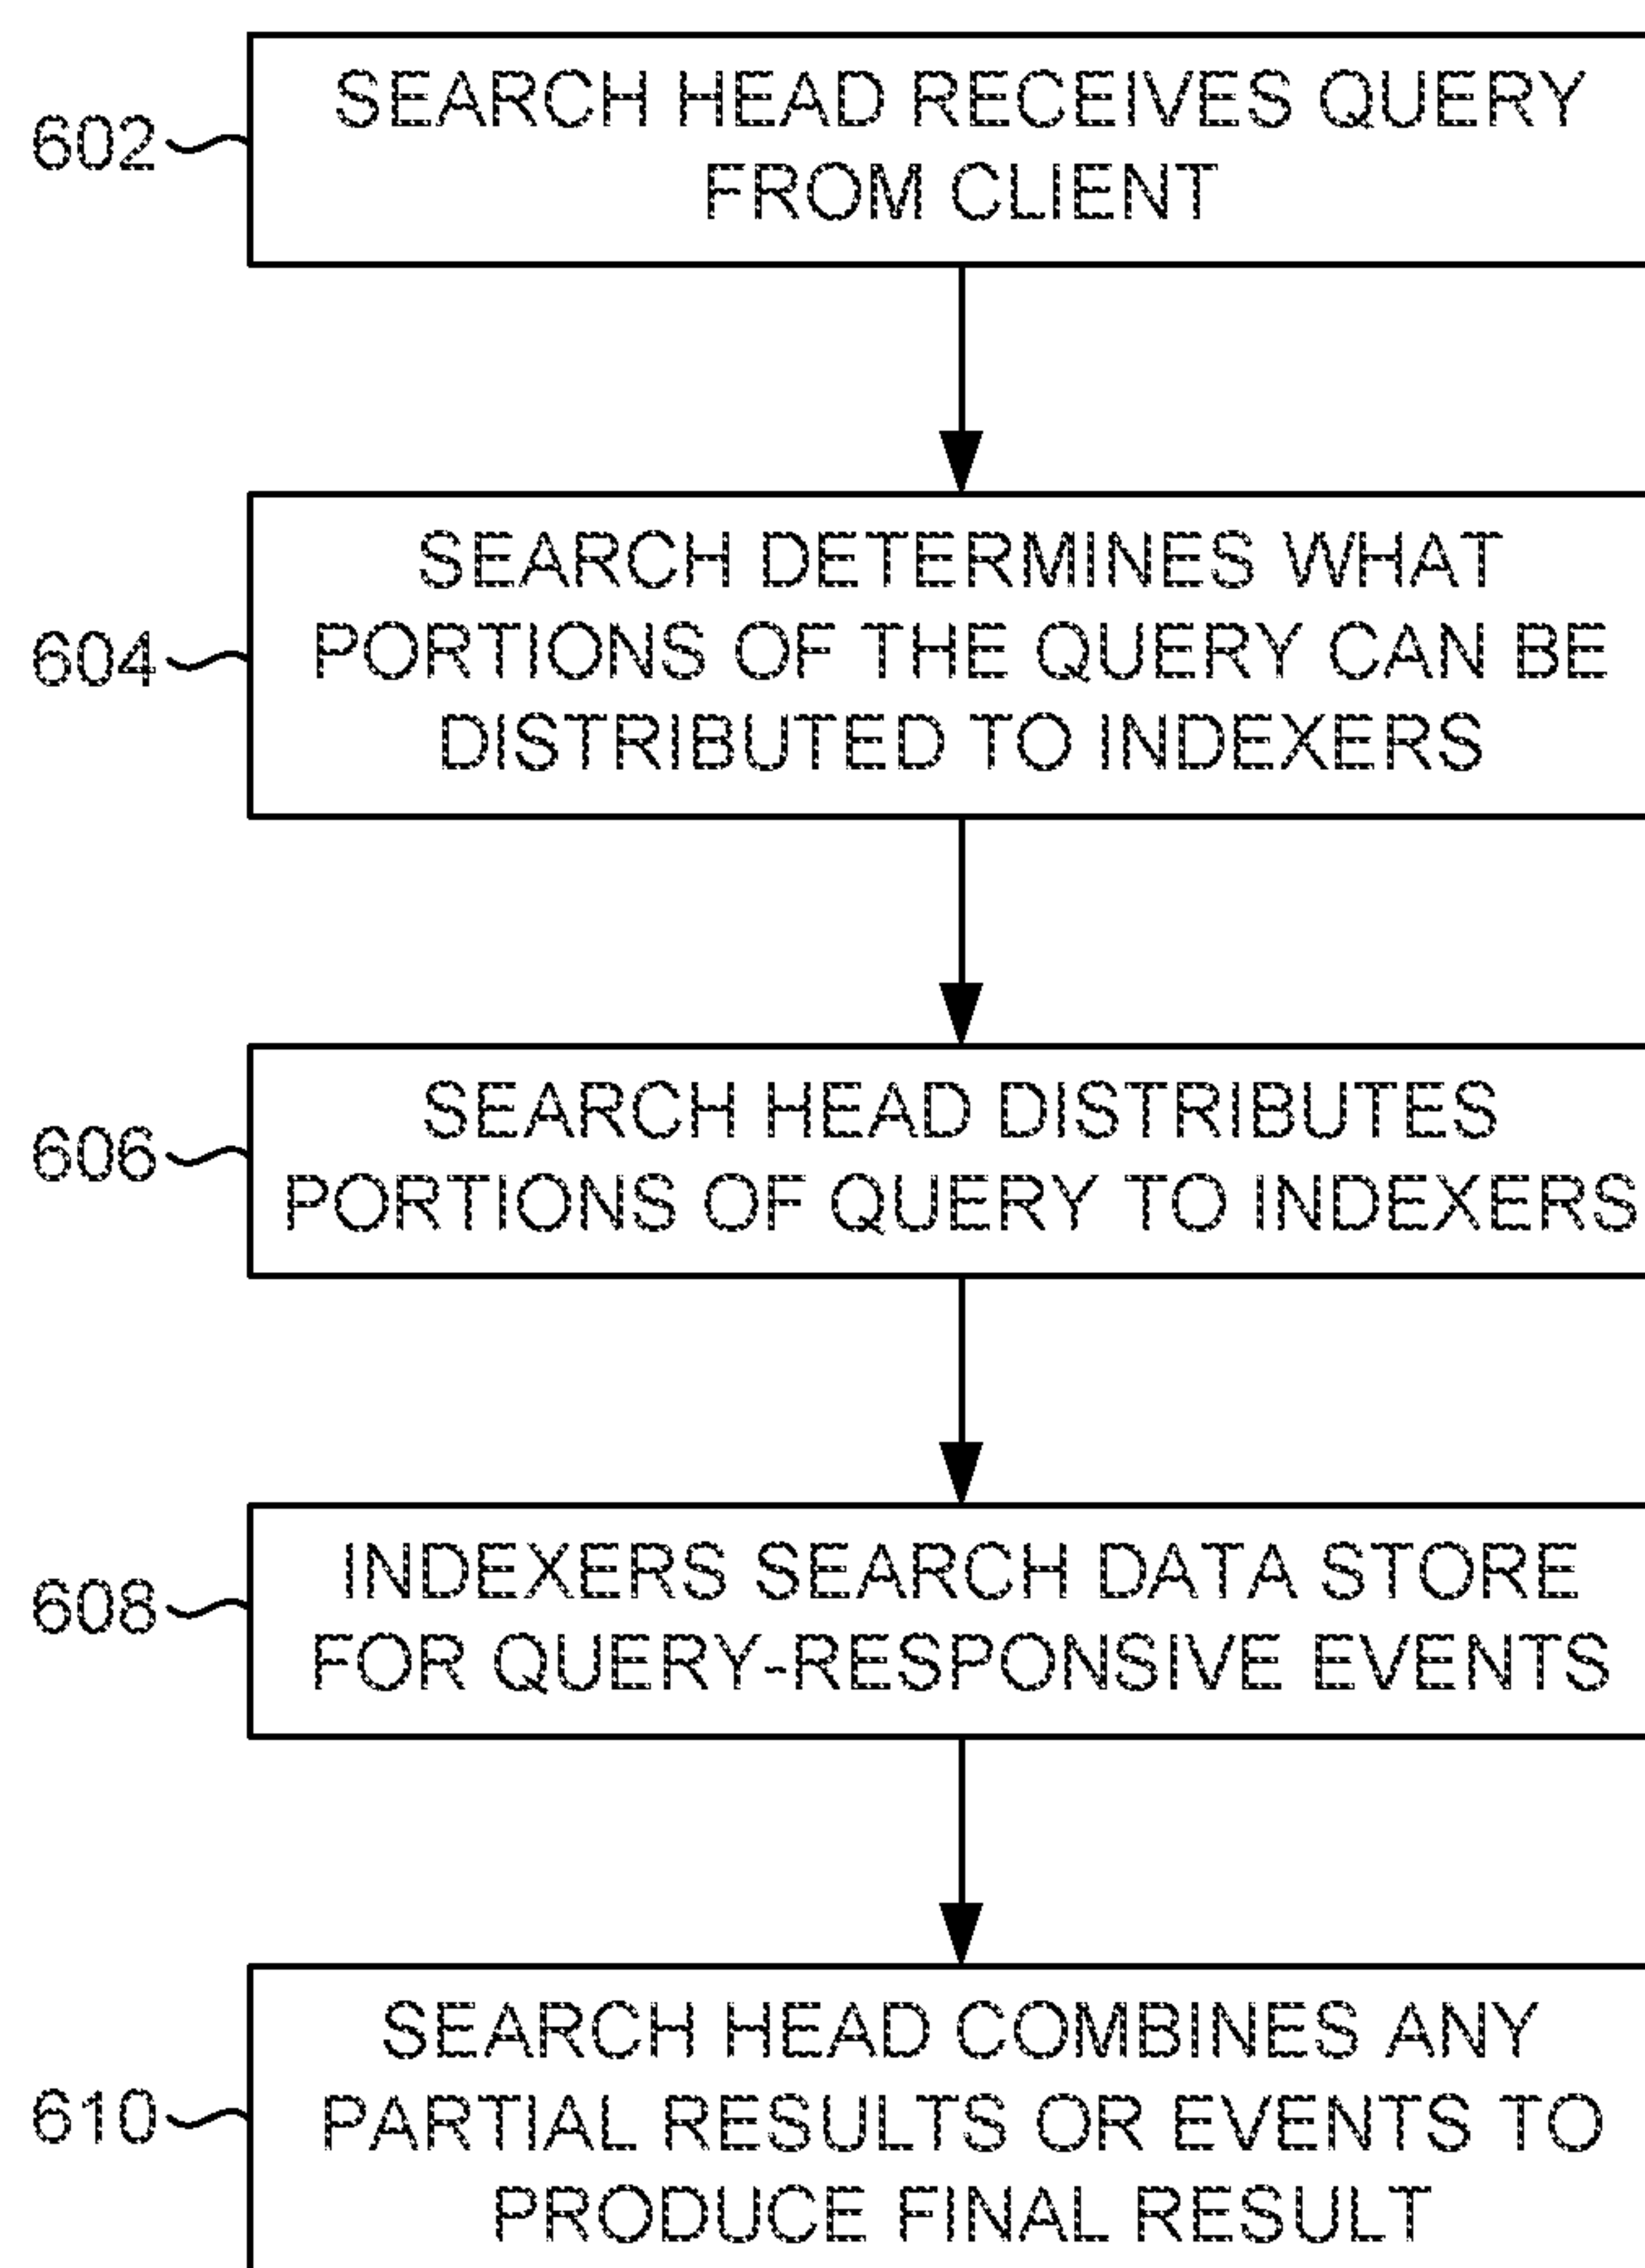 SEARCH HEAD RECEIVES QUERY
602
FROM CLIENT
SEARCH DETERMINES WHAT
604
PORTIONS OF THE QUERY CAN BE
DISTRIBUTED TO INDEXERS
SEARCH HEAD DISTRIBUTES
606
PORTIONS OF QUERY TO INDEXERS
INDEXERS SEARCH DATA STORE
608
FOR QUERY-RESPONSIVE EVENTS
SEARCH HEAD COMBINES ANY
610
PARTIAL RESULTS OR EVENTS TO
PRODUCE FINAL RESULT